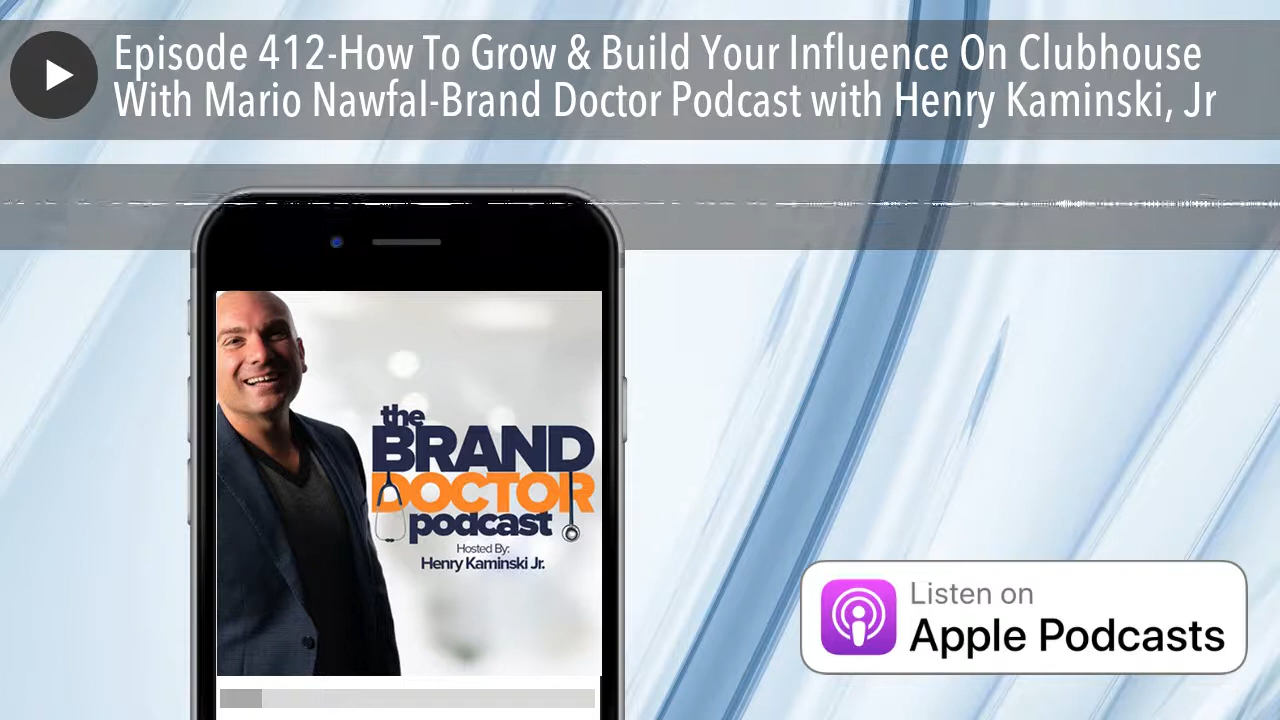 Episode 412-How To Grow & Build Your Influence On Clubhouse
With Mario Nawfal-Brand Doctor Podcast with Henry Kaminski, Jr
the
BRAND
DOCTOR
podcast
Hosted By:
Henry Kaminski Jr.
Listen on
Apple Podcasts